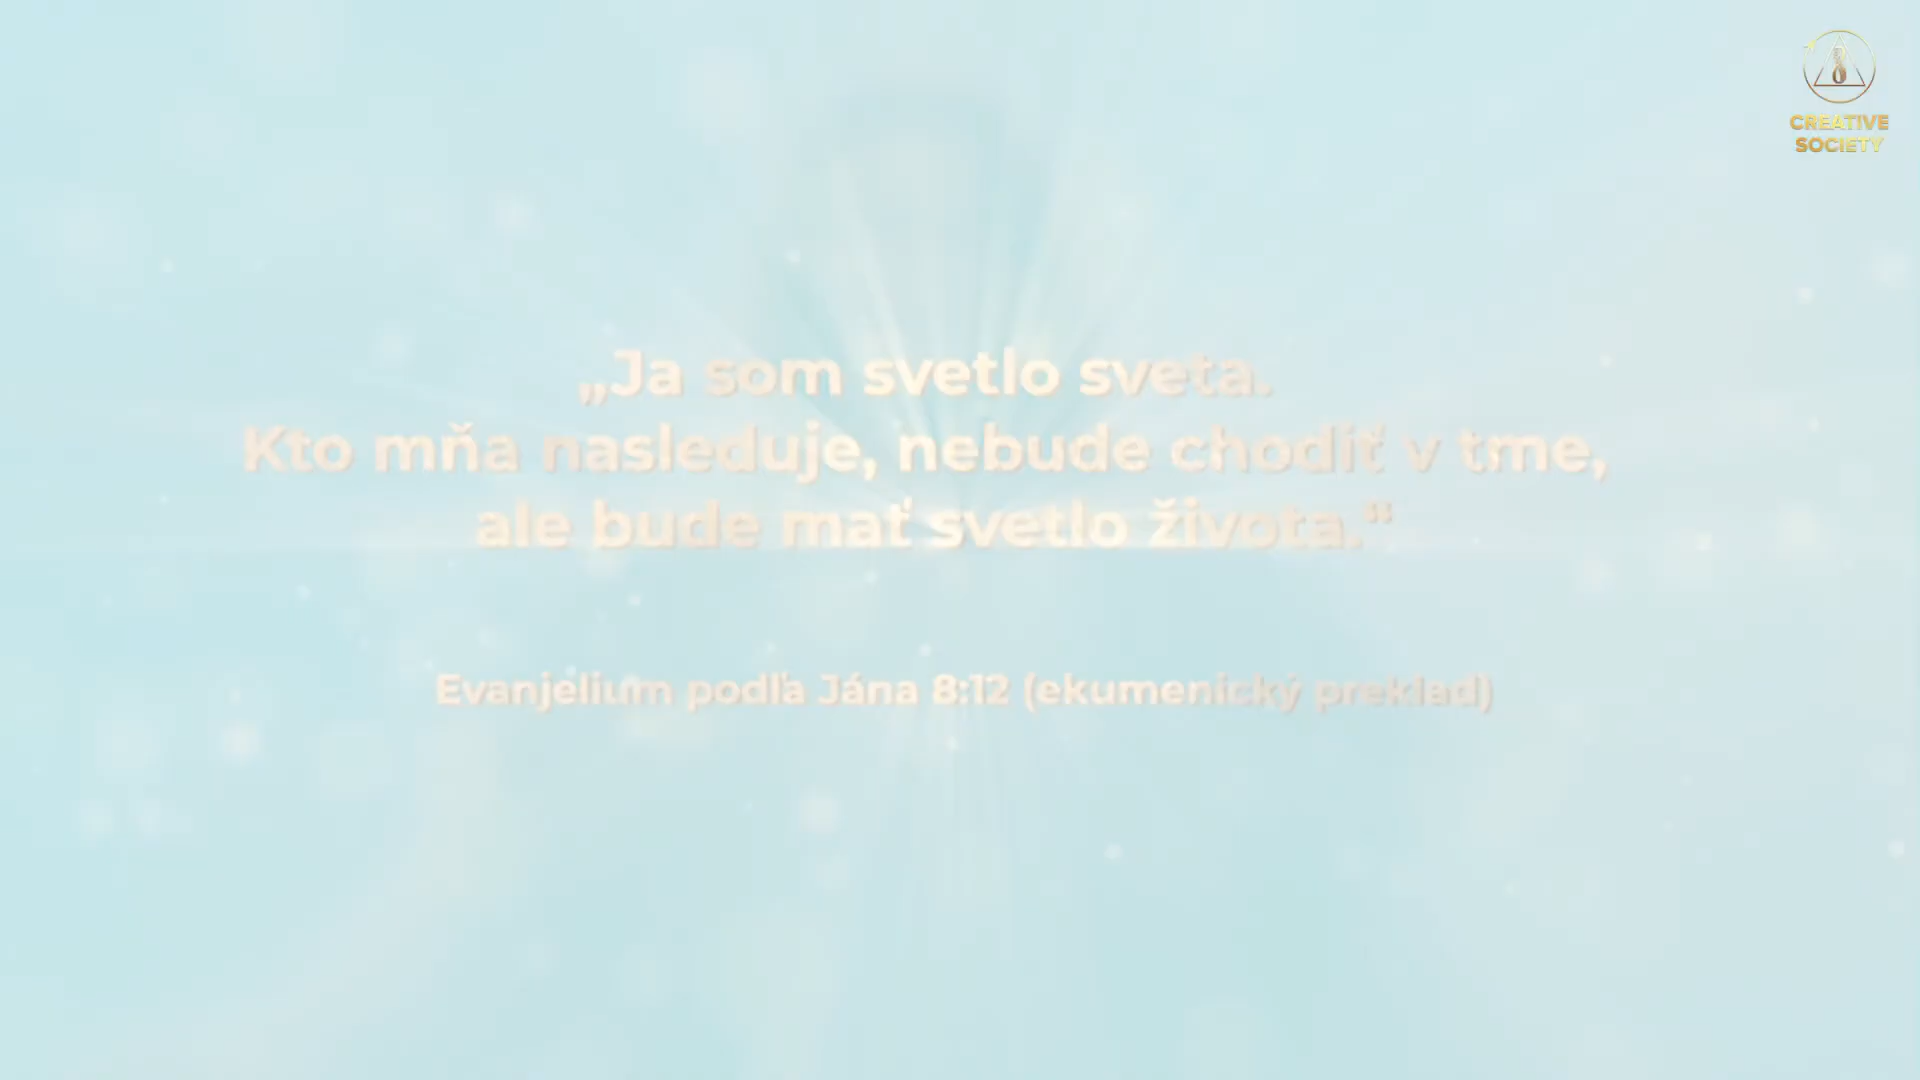 CREATIVE
SOCIETY
„Ja som svetlo sveta.
Kto mňa nasleduje, nebude chodiť v tme,
ale bude mať svetlo života.“
Evanjelium podľa Jána 8:12 (ekumenický preklad)